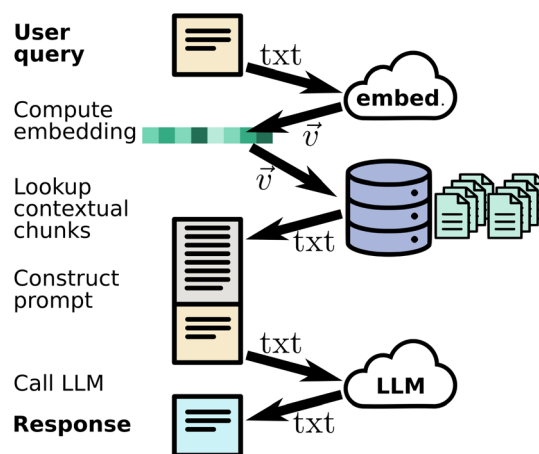 User
query
txt
embed.
Compute
embedding
v⃗
v⃗
Lookup
contextual
chunks
txt
Construct
prompt
txt
Call LLM
LLM
Response
txt